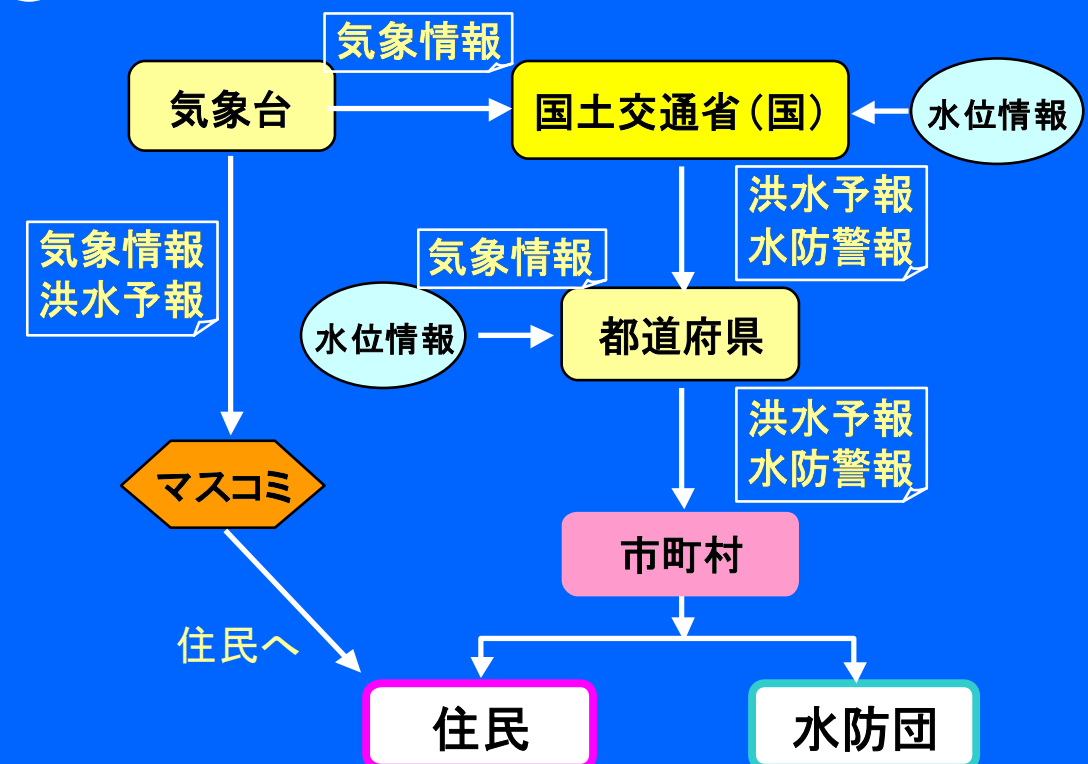 気象情報
気象台
国土交通省(国)
水位情報
洪水予報
水防警報
気象情報
洪水予報
気象情報
水位情報
都道府県
洪水予報
水防警報
マスコミ
市町村
住民へ
住民
水防団